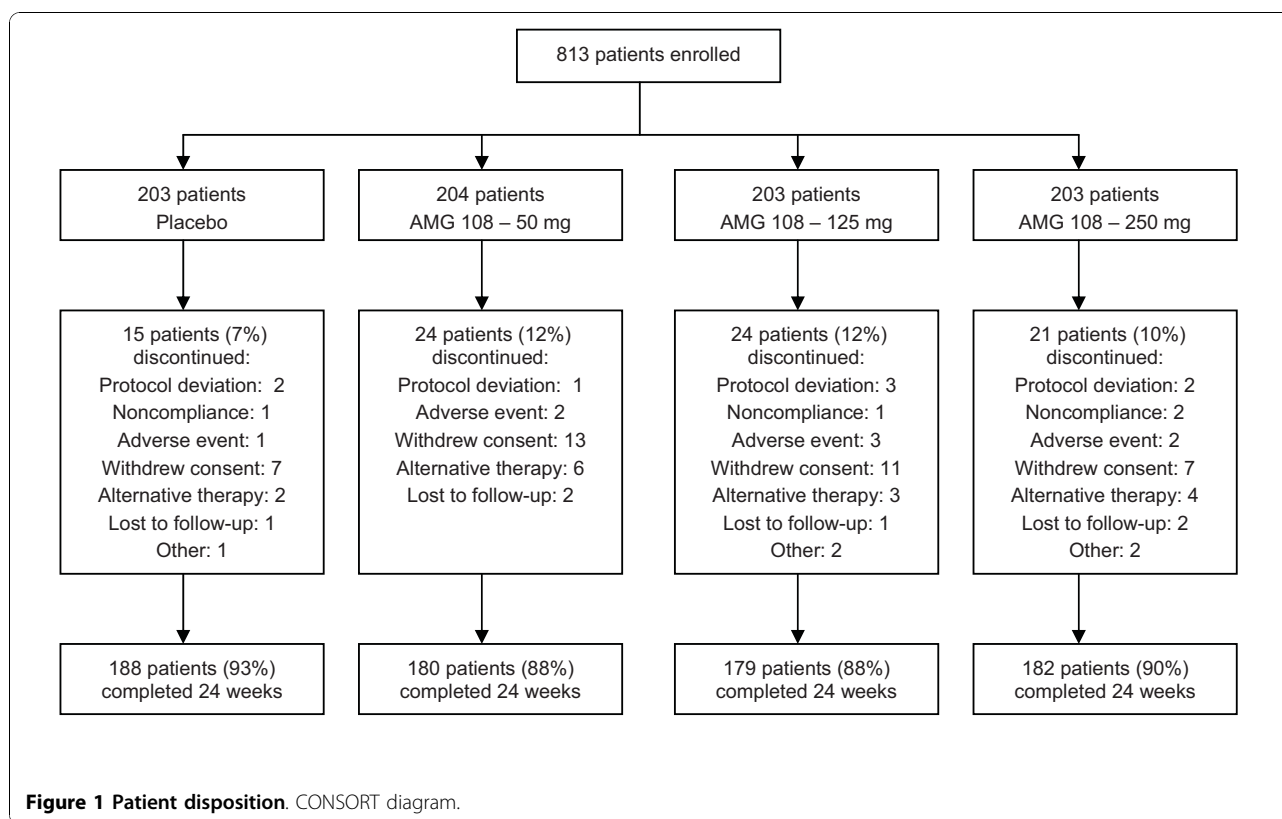 813 patients enrolled
203 patients
Placebo
204 patients
AMG 108 – 50 mg
203 patients
AMG 108 – 125 mg
203 patients
AMG 108 – 250 mg
15 patients (7%)
discontinued:
Protocol deviation: 2
Noncompliance: 1
Adverse event: 1
Withdrew consent: 7
Alternative therapy: 2
Lost to follow-up: 1
Other: 1
24 patients (12%)
discontinued:
Protocol deviation: 1
Adverse event: 2
Withdrew consent: 13
Alternative therapy: 6
Lost to follow-up: 2
24 patients (12%)
discontinued:
Protocol deviation: 3
Noncompliance: 1
Adverse event: 3
Withdrew consent: 11
Alternative therapy: 3
Lost to follow-up: 1
Other: 2
21 patients (10%)
discontinued:
Protocol deviation: 2
Noncompliance: 2
Adverse event: 2
Withdrew consent: 7
Alternative therapy: 4
Lost to follow-up: 2
Other: 2
188 patients (93%)
completed 24 weeks
180 patients (88%)
completed 24 weeks
179 patients (88%)
completed 24 weeks
182 patients (90%)
completed 24 weeks
Figure 1 Patient disposition. CONSORT diagram.